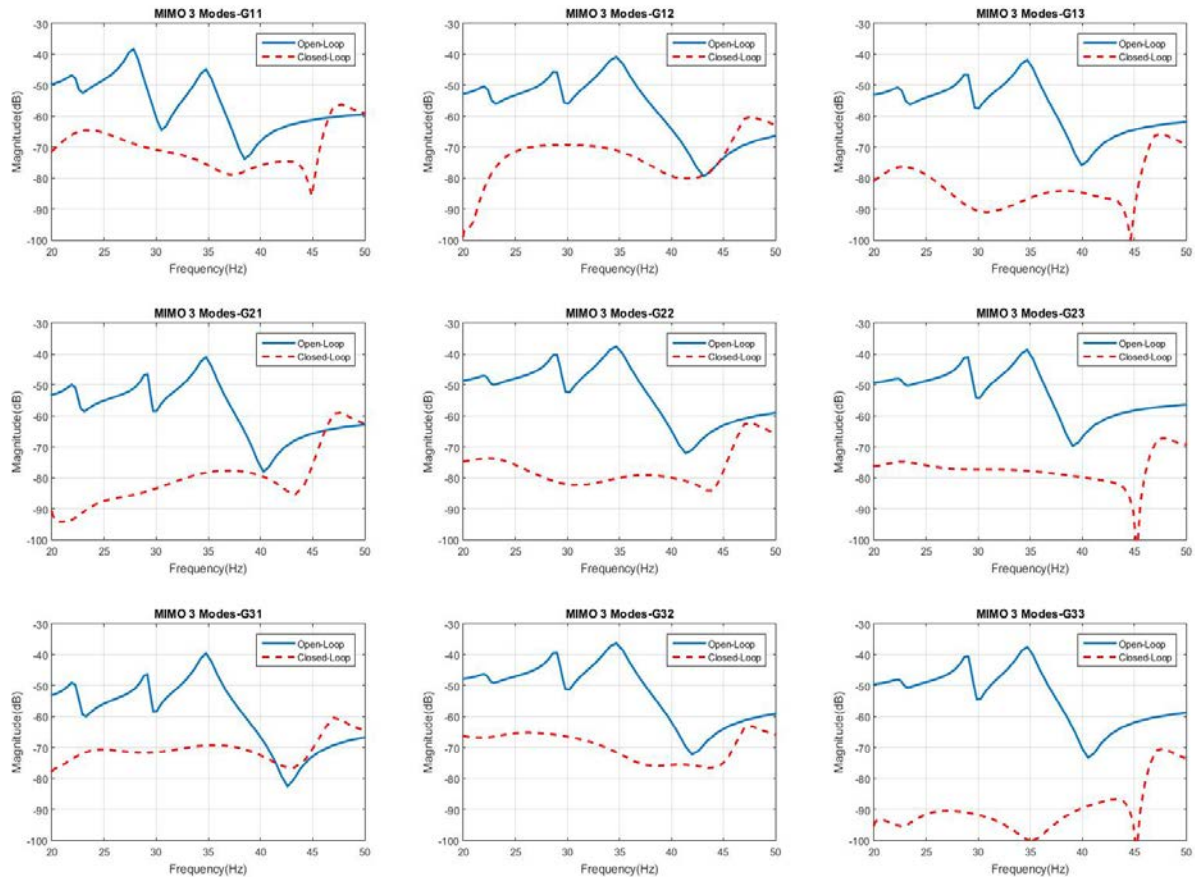 MIMO 3 Modes-G11
-30
-40
-50
-60
-70
-80
-90
-100
Magnitude(dB)
Open-Loop
Closed-Loop
20 25 30 35 40 45 50
Frequency(Hz)
MIMO 3 Modes-G12
-30
-40
-50
-60
-70
-80
-90
-100
Magnitude(dB)
Open-Loop
Closed-Loop
20 25 30 35 40 45 50
Frequency(Hz)
MIMO 3 Modes-G13
-30
-40
-50
-60
-70
-80
-90
-100
Magnitude(dB)
Open-Loop
Closed-Loop
20 25 30 35 40 45 50
Frequency(Hz)
MIMO 3 Modes-G21
-30
-40
-50
-60
-70
-80
-90
-100
Magnitude(dB)
Open-Loop
Closed-Loop
20 25 30 35 40 45 50
Frequency(Hz)
MIMO 3 Modes-G22
-30
-40
-50
-60
-70
-80
-90
-100
Magnitude(dB)
Open-Loop
Closed-Loop
20 25 30 35 40 45 50
Frequency(Hz)
MIMO 3 Modes-G23
-30
-40
-50
-60
-70
-80
-90
-100
Magnitude(dB)
Open-Loop
Closed-Loop
20 25 30 35 40 45 50
Frequency(Hz)
MIMO 3 Modes-G31
-30
-40
-50
-60
-70
-80
-90
-100
Magnitude(dB)
Open-Loop
Closed-Loop
20 25 30 35 40 45 50
Frequency(Hz)
MIMO 3 Modes-G32
-30
-40
-50
-60
-70
-80
-90
-100
Magnitude(dB)
Open-Loop
Closed-Loop
20 25 30 35 40 45 50
Frequency(Hz)
MIMO 3 Modes-G33
-30
-40
-50
-60
-70
-80
-90
-100
Magnitude(dB)
Open-Loop
Closed-Loop
20 25 30 35 40 45 50
Frequency(Hz)